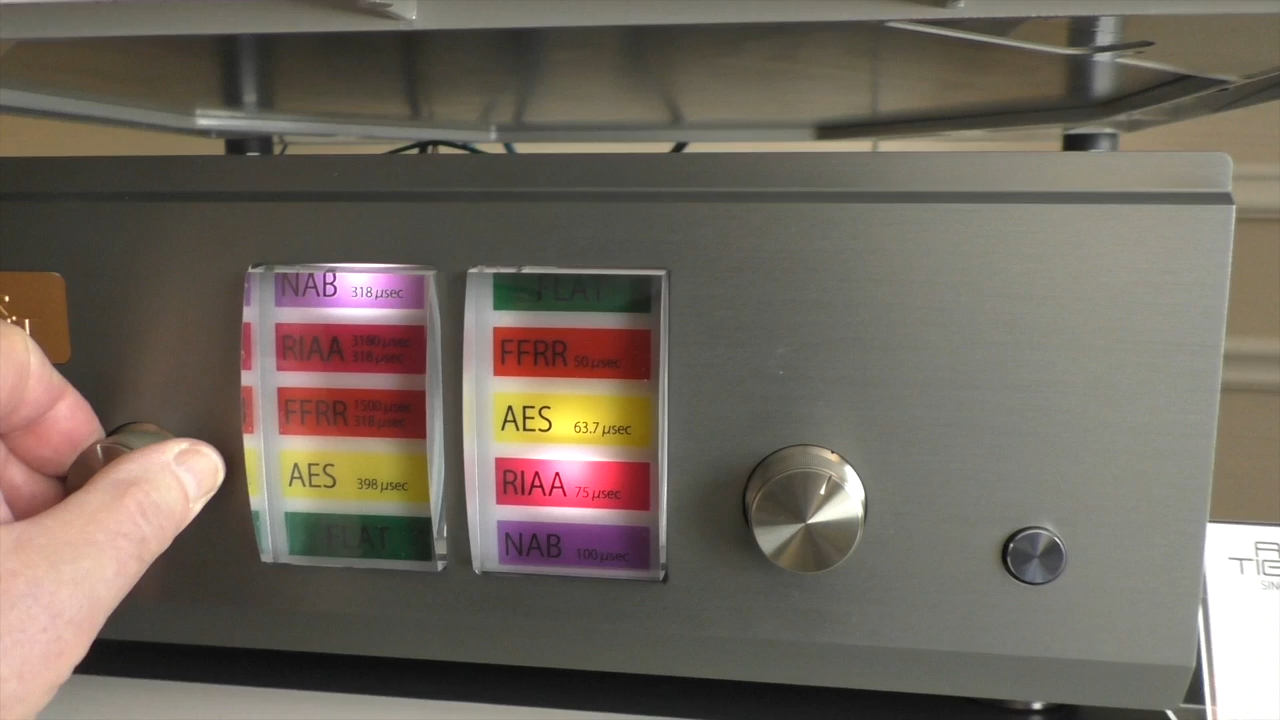 NAB 318 µsec
RIAA 3180 µsec
318 µsec
FFRR 1500 µsec
318 µsec
AES 398 µsec
FLAT
FLAT
FFRR 50 µsec
AES 63.7 µsec
RIAA 75 µsec
NAB 100 µsec